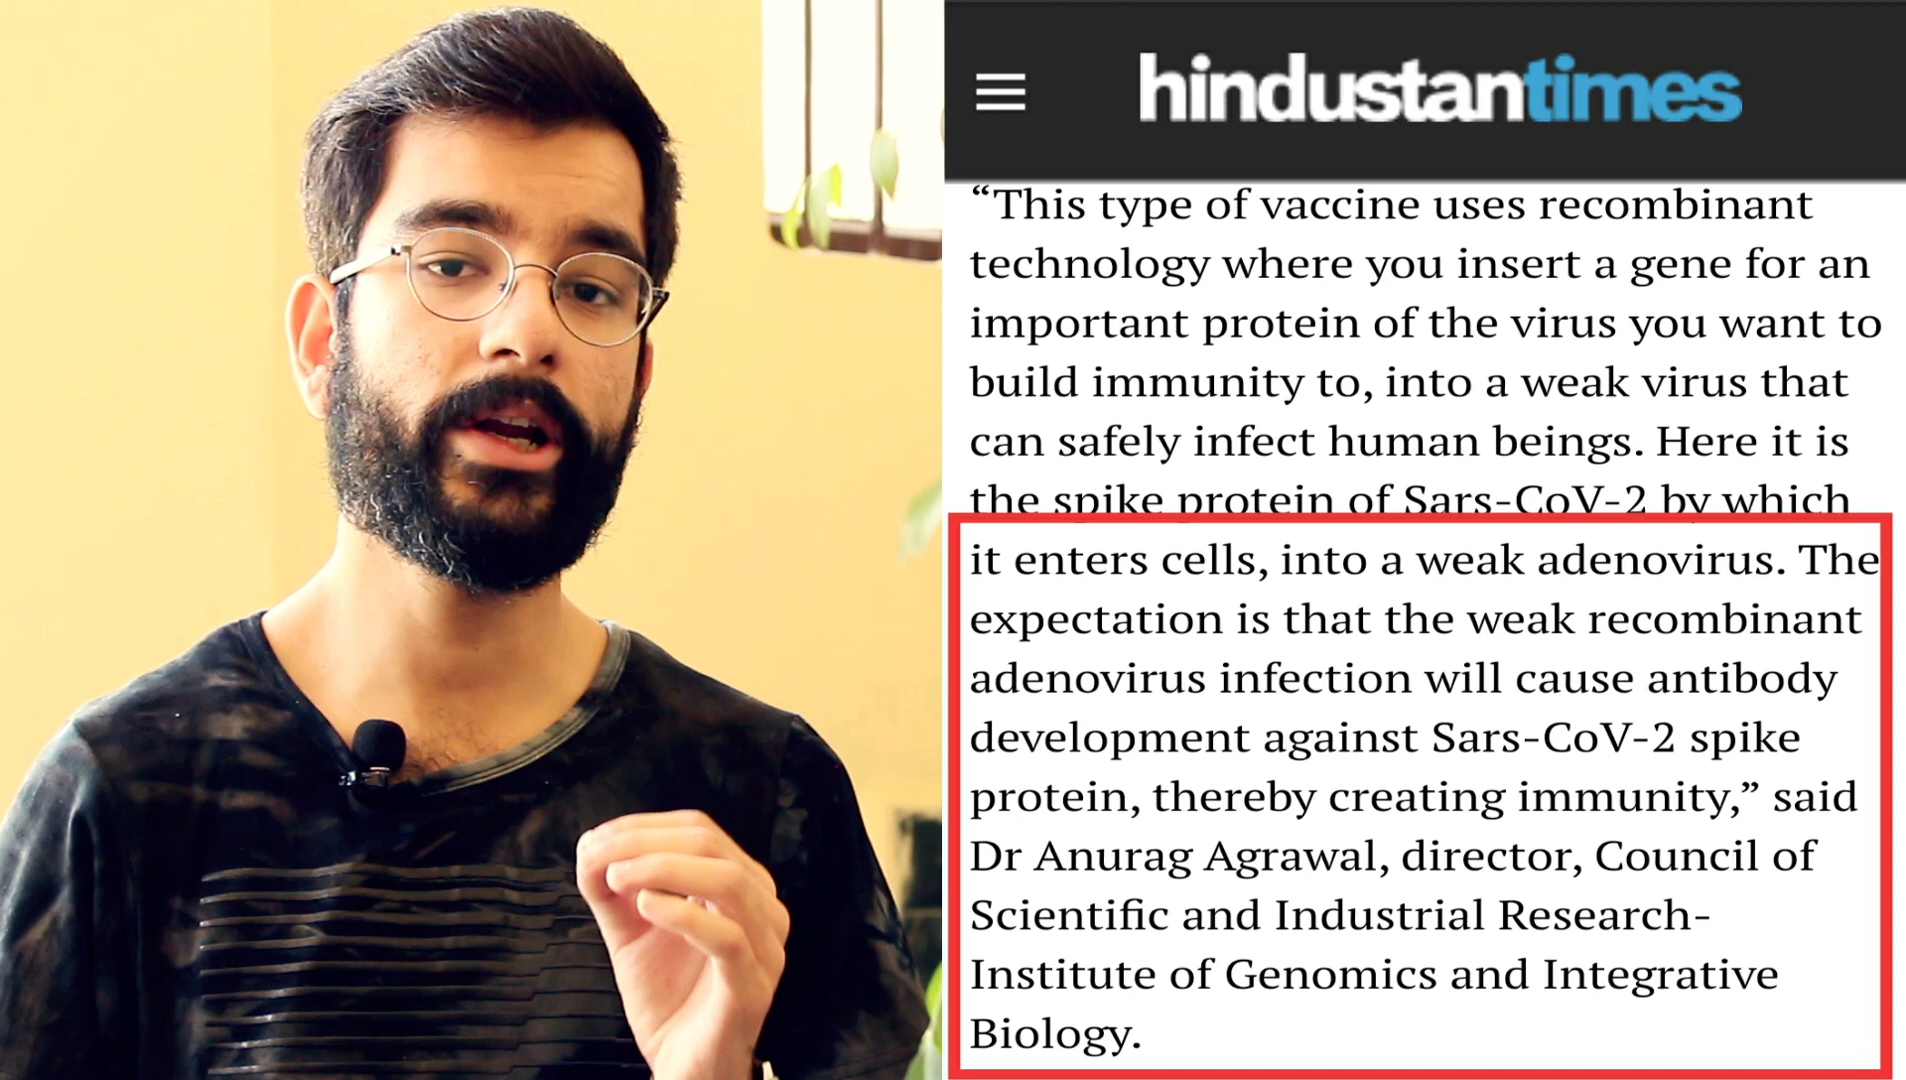 hindustantimes
“This type of vaccine uses recombinant
technology where you insert a gene for an
important protein of the virus you want to
build immunity to, into a weak virus that
can safely infect human beings. Here it is
the spike protein of Sars-CoV-2 by which
it enters cells, into a weak adenovirus. The
expectation is that the weak recombinant
adenovirus infection will cause antibody
development against Sars-CoV-2 spike
protein, thereby creating immunity,” said
Dr Anurag Agrawal, director, Council of
Scientific and Industrial Research-
Institute of Genomics and Integrative
Biology.